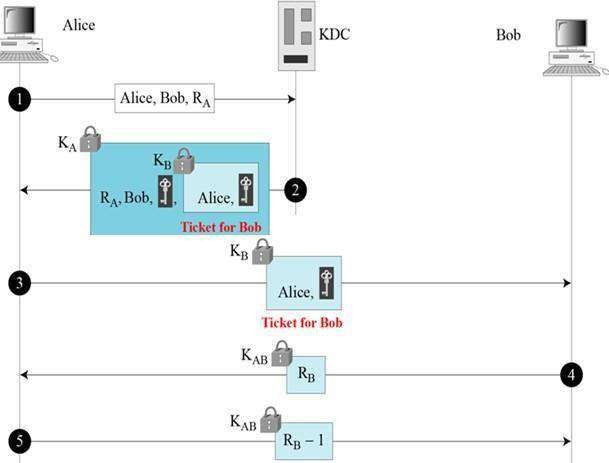 Alice
KDC
Bob
1
Alice, Bob, RA
KA
KB
RA, Bob, , Alice,
2
Ticket for Bob
KB
3
Alice,
Ticket for Bob
KAB
RB
4
KAB
5
RB − 1